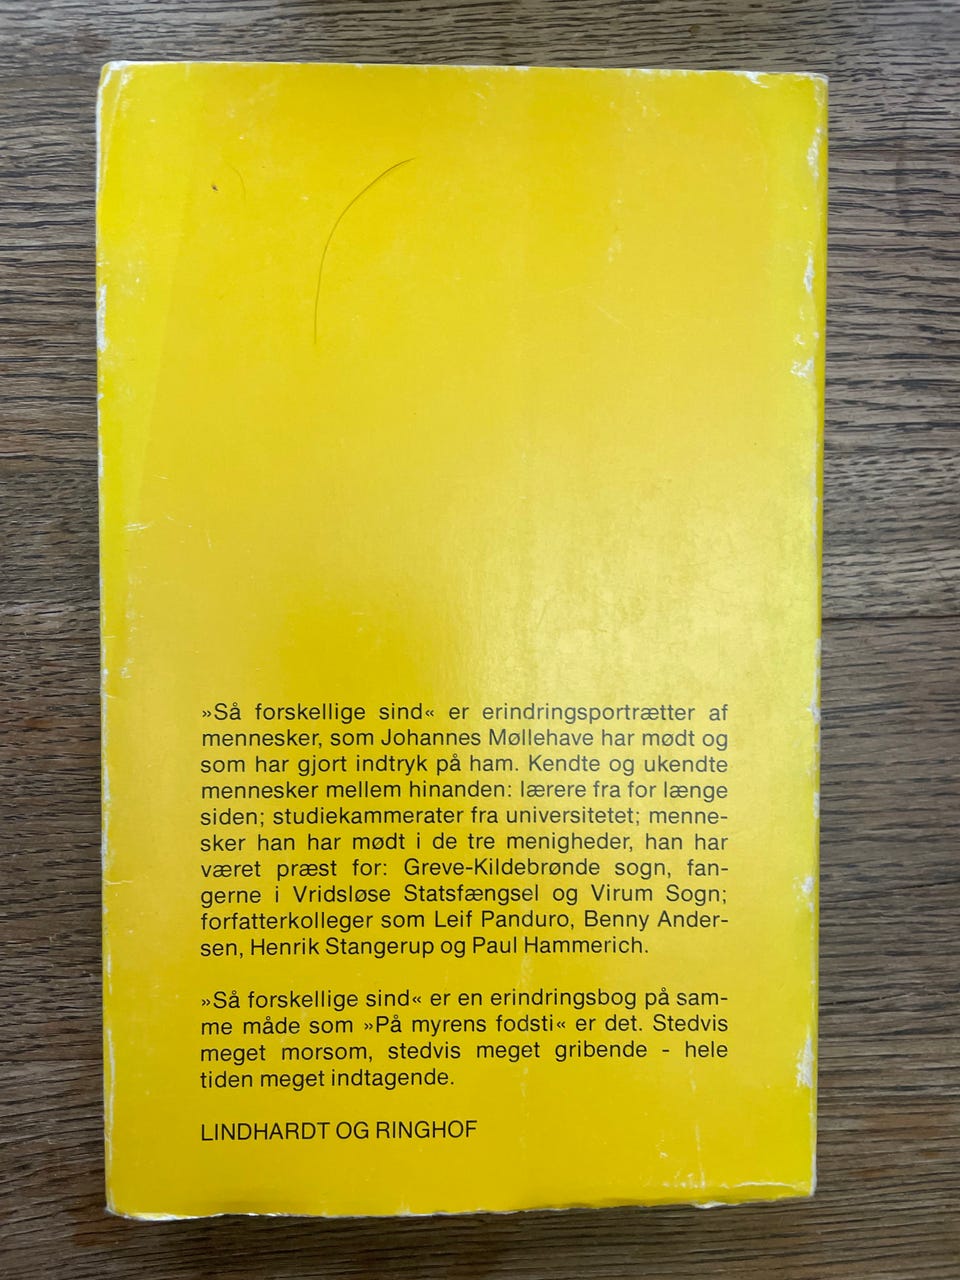 »Så forskellige sind« er erindringsportrætter af
mennesker, som Johannes Møllehave har mødt og
som har gjort indtryk på ham. Kendte og ukendte
mennesker mellem hinanden: lærere fra for længe
siden; studiekammerater fra universitetet; menne-
sker han har mødt i de tre menigheder, han har
været præst for: Greve-Kildebrønde sogn, fan-
gerne i Vridsløse Statsfængsel og Virum Sogn;
forfatterkolleger som Leif Panduro, Benny Ander-
sen, Henrik Stangerup og Paul Hammerich.
»Så forskellige sind« er en erindringsbog på sam-
me måde som »På myrens fodsti« er det. Stedvis
meget morsom, stedvis meget gribende - hele
tiden meget indtagende.
LINDHARDT OG RINGHOF